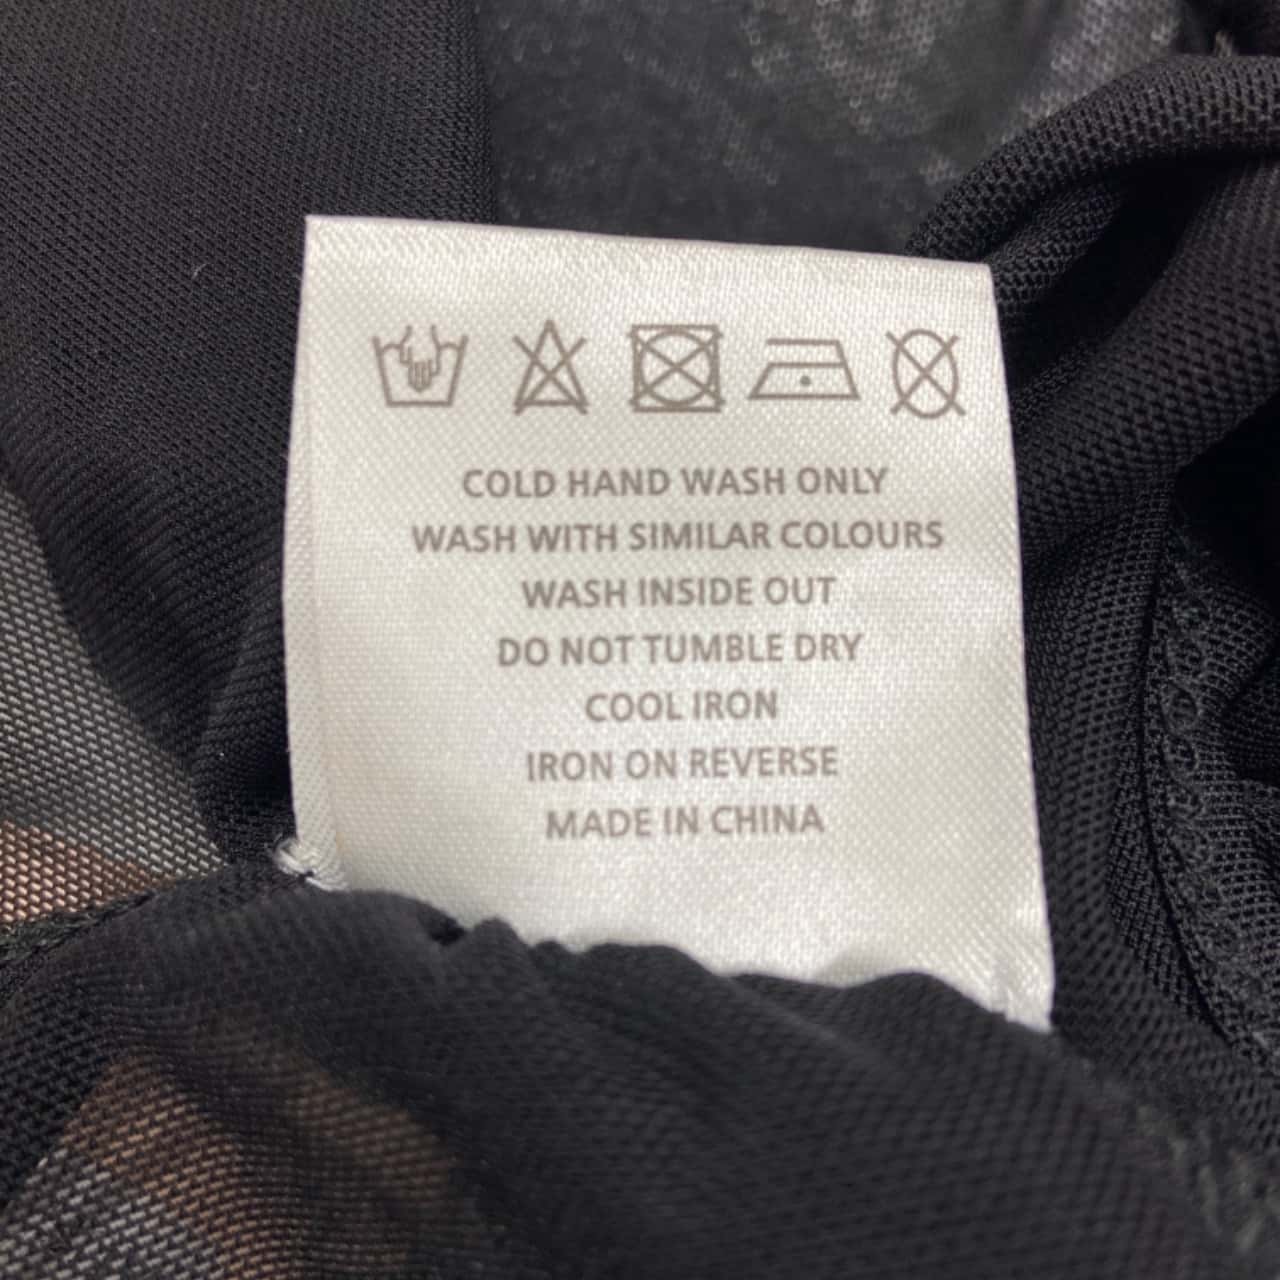 COLD HAND WASH ONLY
WASH WITH SIMILAR COLOURS
WASH INSIDE OUT
DO NOT TUMBLE DRY
COOL IRON
IRON ON REVERSE
MADE IN CHINA